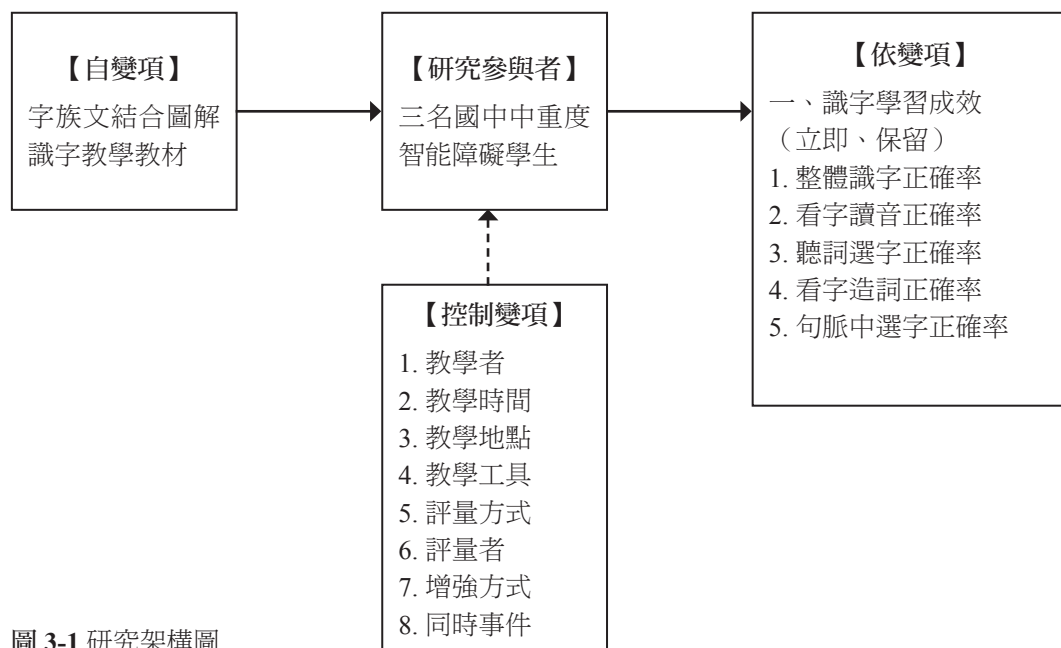 【自變項】
字族文結合圖解
識字教學教材
【研究參與者】
三名國中中重度
智能障礙學生
【依變項】
一、識字學習成效
（立即、保留）
1. 整體識字正確率
2. 看字讀音正確率
3. 聽詞選字正確率
4. 看字造詞正確率
5. 句脈中選字正確率
【控制變項】
1. 教學者
2. 教學時間
3. 教學地點
4. 教學工具
5. 評量方式
6. 評量者
7. 增強方式
8. 同時事件
圖 3-1 研究架構圖